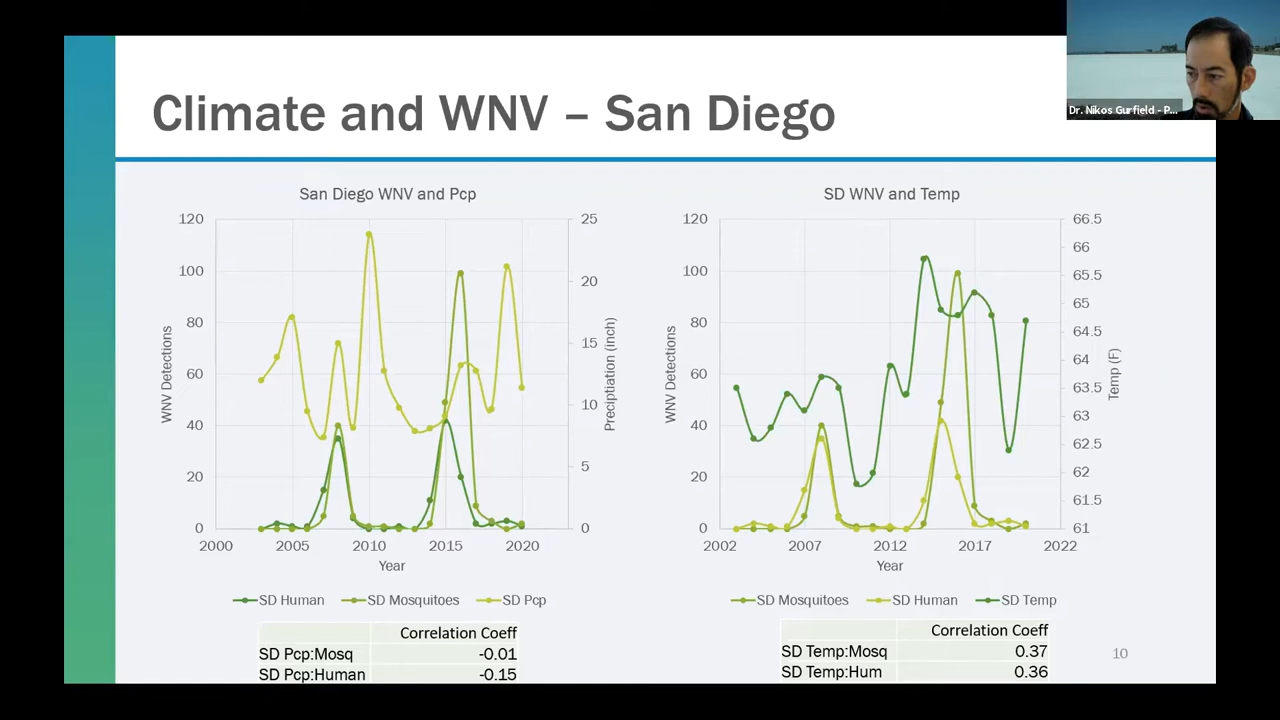 Dr. Nikos Gurfield - P...
Climate and WNV – San Diego
San Diego WNV and Pcp
120
100
80
60
40
20
0
WNV Detections
25
20
15
10
5
0
Precptiation (inch)
2000
2005
2010
2015
2020
Year
SD Human
SD Mosquitoes
SD Pcp
Correlation Coeff
SD Pcp:Mosq -0.01
SD Pcp:Human -0.15
SD WNV and Temp
120
100
80
60
40
20
0
WNV Detections
66.5
66
65.5
65
64.5
64
63.5
63
62.5
62
61.5
61
Temp (F)
2002
2007
2012
2017
2022
Year
SD Mosquitoes
SD Human
SD Temp
Correlation Coeff
SD Temp:Mosq 0.37
SD Temp:Hum 0.36
10